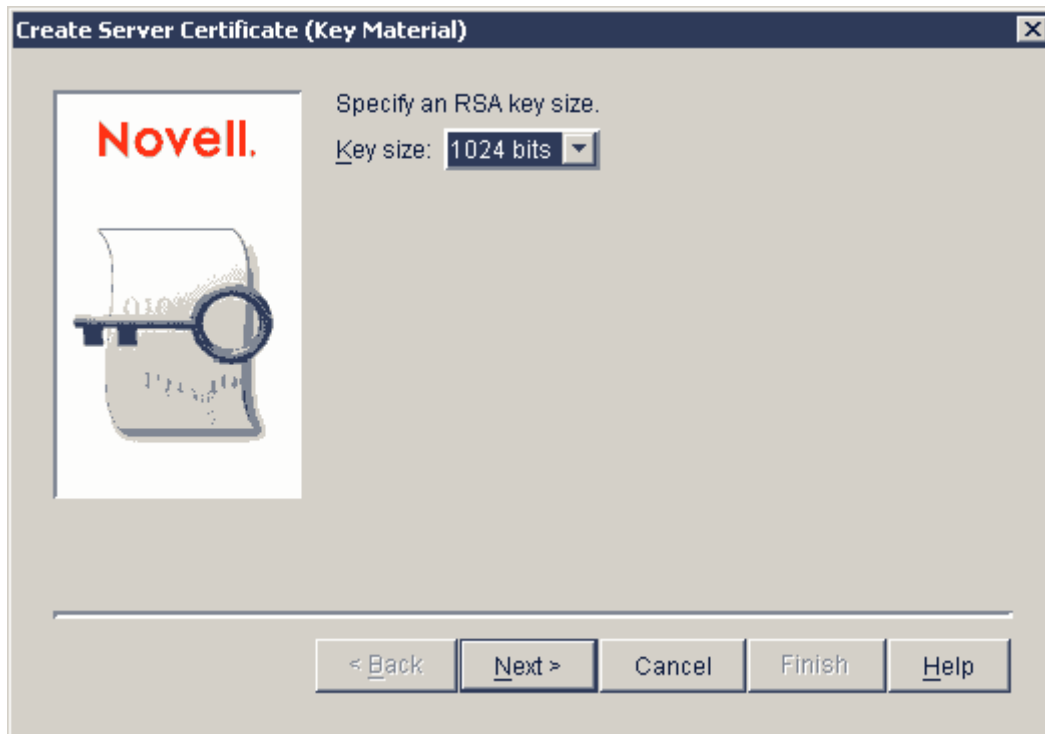 Create Server Certificate (Key Material)
Novell.
Specify an RSA key size.
Key size: 1024 bits
< Back Next > Cancel Finish Help